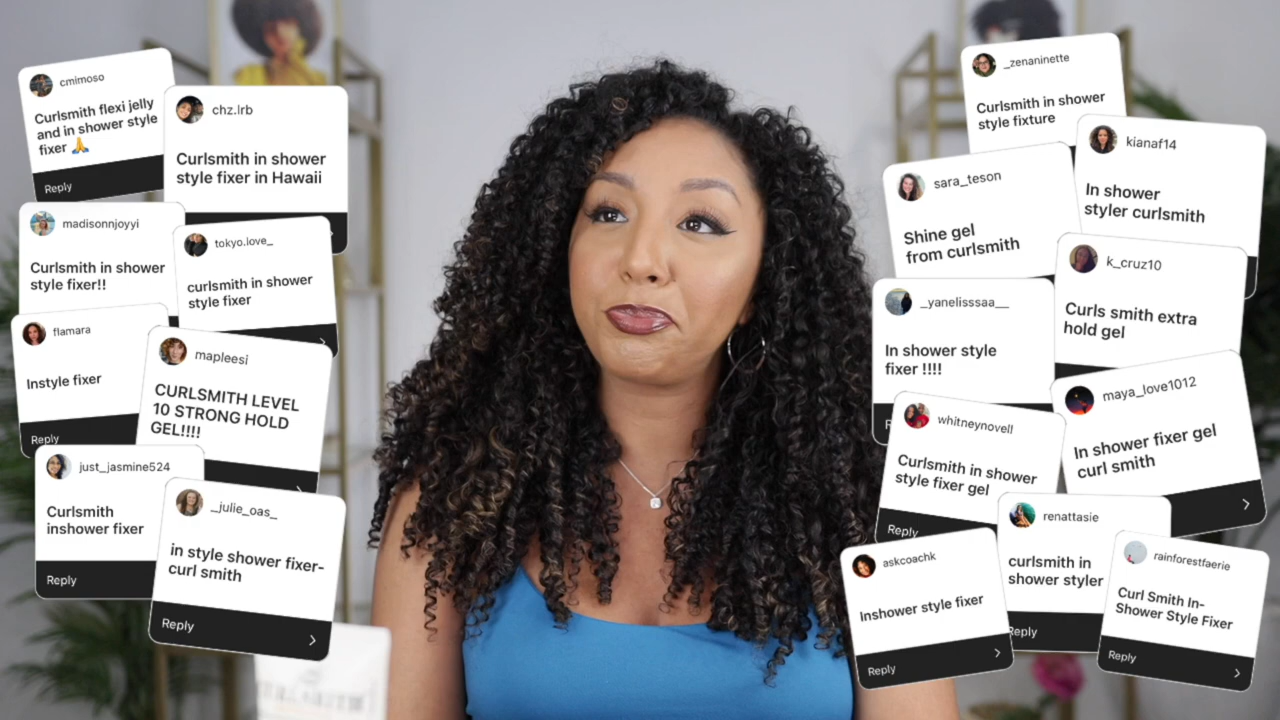 cmimoso
Curlsmith flexi jelly
and in shower style
fixer 🙏
Reply
chz.lrb
Curlsmith in shower
style fixer in Hawaii
madisonnjoyyi
Curlsmith in shower
style fixer!!
tokyo.love_
curlsmith in shower
style fixer
flamara
Instyle fixer
Reply
mapleesi
CURLSMITH LEVEL
10 STRONG HOLD
GEL!!!!
just_jasmine524
Curlsmith
inshower fixer
Reply
_julie_oas_
in style shower fixer-
curl smith
Reply
_zenaninette
Curlsmith in shower
style fixture
kianaf14
In shower
styler curlsmith
sara_teson
Shine gel
from curlsmith
k_cruz10
Curls smith extra
hold gel
_yanelisssaa__
In shower style
fixer !!!!
maya_love1012
In shower fixer gel
curl smith
whitneynovell
Curlsmith in shower
style fixer gel
Reply
renattasie
curlsmith in
shower styler
Reply
askcoachk
Inshower style fixer
Reply
rainforestfaerie
Curl Smith In-
Shower Style Fixer
Reply